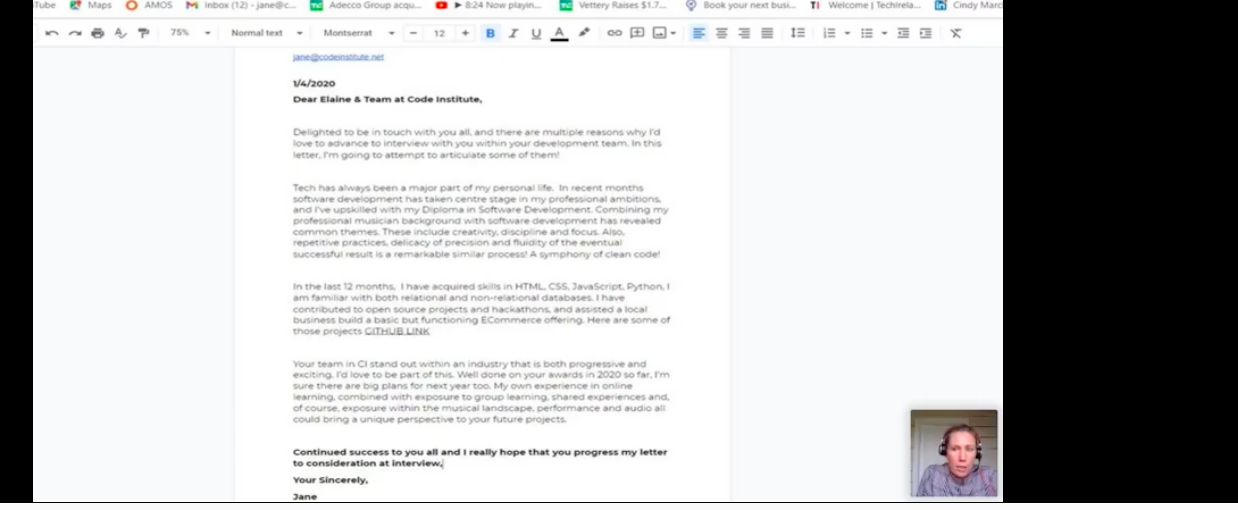 uTube Maps AMOS Inbox (12) - jane@c... Adecco Group acqu... 8:24 Now playin... Vettery Raises $1.7... Book your next busi... Welcome | TechIrela... Cindy Marc
75% Normal text Montserrat − 12 + B I U A
jane@codeinstitute.net
1/4/2020
Dear Elaine & Team at Code Institute,
Delighted to be in touch with you all, and there are multiple reasons why I'd
love to advance to interview with you within your development team. In this
letter, I'm going to attempt to articulate some of them!
Tech has always been a major part of my personal life. In recent months
software development has taken centre stage in my professional ambitions,
and I've upskilled with my Diploma in Software Development. Combining my
professional musician background with software development has revealed
common themes. These include creativity, discipline and focus. Also,
repetitive practices, delicacy of precision and fluidity of the eventual
successful result is a remarkable similar process! A symphony of clean code!
In the last 12 months, I have acquired skills in HTML, CSS, JavaScript, Python, I
am familiar with both relational and non-relational databases. I have
contributed to open source projects and hackathons, and assisted a local
business build a basic but functioning ECommerce offering. Here are some of
those projects GITHUB LINK
Your team in CI stand out within an industry that is both progressive and
exciting. I'd love to be part of this. Well done on your awards in 2020 so far, I'm
sure there are big plans for next year too. My own experience in online
learning, combined with exposure to group learning, shared experiences and,
of course, exposure within the musical landscape, performance and audio all
could bring a unique perspective to your future projects.
Continued success to you all and I really hope that you progress my letter
to consideration at interview,
Your Sincerely,
Jane